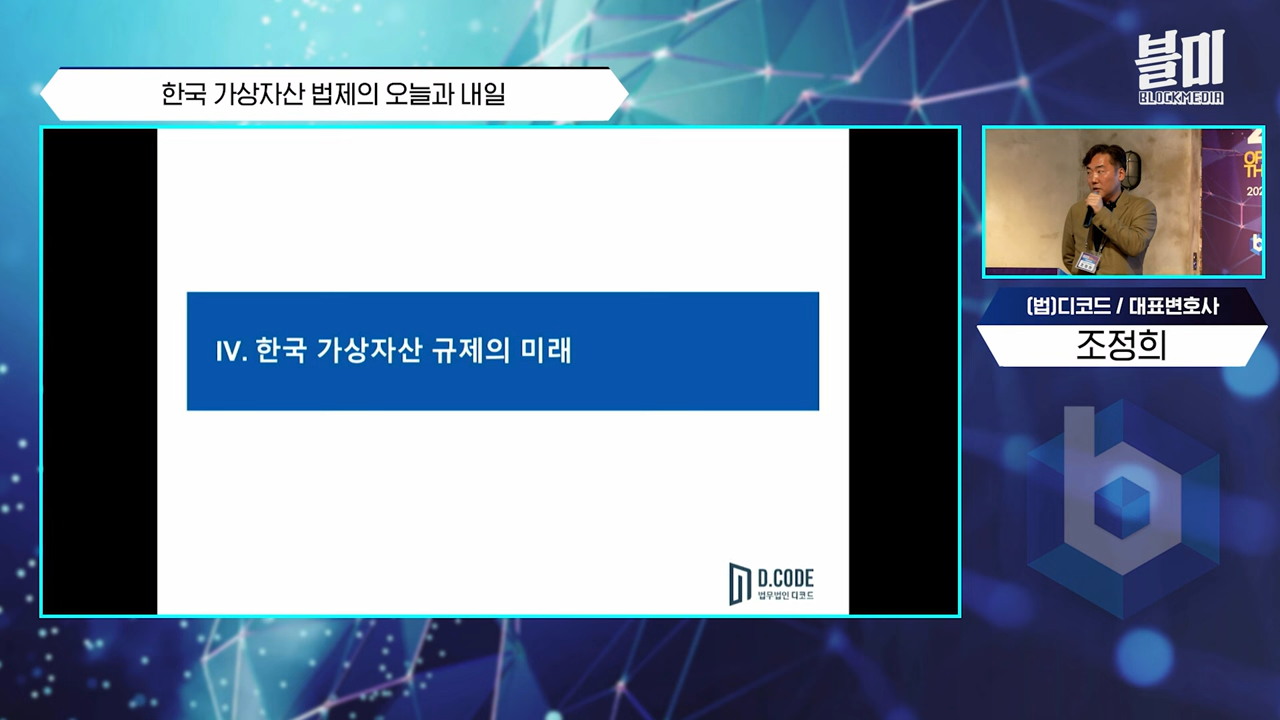 한국 가상자산 법제의 오늘과 내일
블미
BLOCKMEDIA
IV. 한국 가상자산 규제의 미래
D.CODE
법무법인 디코드
(법)디코드 / 대표변호사
조정희